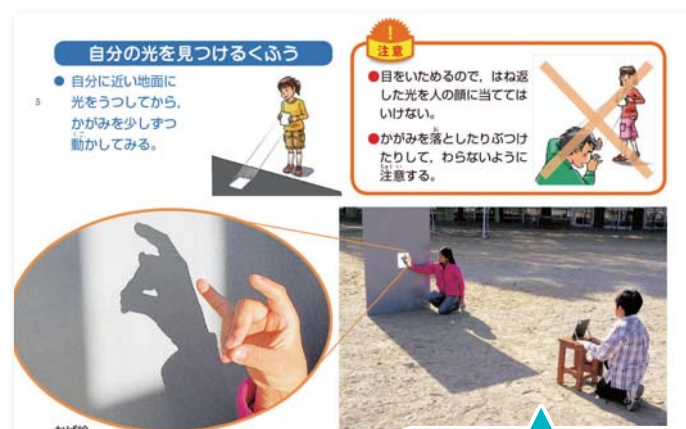 自分の光を見つけるくふう
● 自分に近い地面に
5
光をうつしてから,
かがみを少しずつ
動かしてみる。
!
注意
●目をいためるので，はね返
した光を人の顔に当てては
いけない。
●かがみを落としたりぶつけ
たりして，わらないように
注意する。